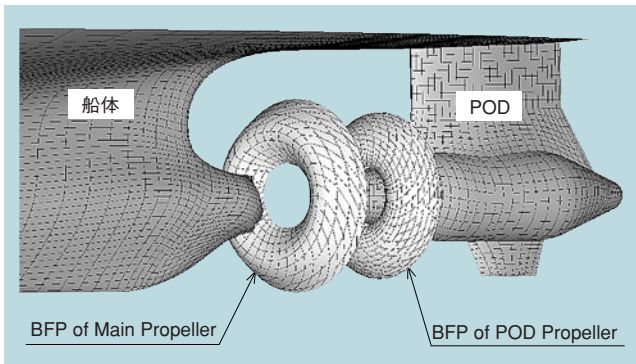 船体
POD
BFP of Main Propeller
BFP of POD Propeller